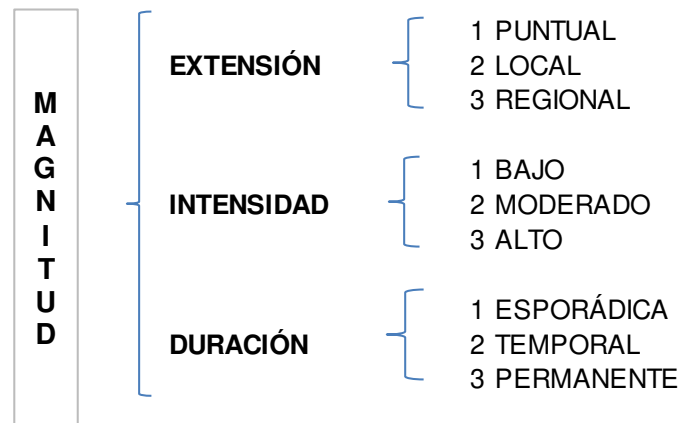 MAGNITUD
EXTENSIÓN
1 PUNTUAL
2 LOCAL
3 REGIONAL
INTENSIDAD
1 BAJO
2 MODERADO
3 ALTO
DURACIÓN
1 ESPORÁDICA
2 TEMPORAL
3 PERMANENTE